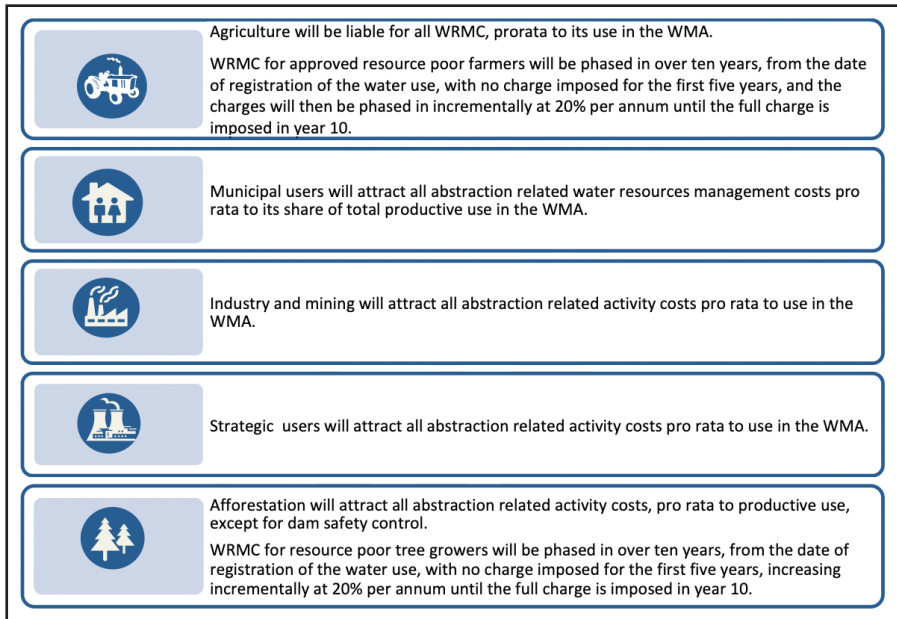 Agriculture will be liable for all WRMC, prorata to its use in the WMA.
WRMC for approved resource poor farmers will be phased in over ten years, from the date
of registration of the water use, with no charge imposed for the first five years, and the
charges will then be phased in incrementally at 20% per annum until the full charge is
imposed in year 10.
Municipal users will attract all abstraction related water resources management costs pro
rata to its share of total productive use in the WMA.
Industry and mining will attract all abstraction related activity costs pro rata to use in the
WMA.
Strategic users will attract all abstraction related activity costs pro rata to use in the WMA.
Afforestation will attract all abstraction related activity costs, pro rata to productive use,
except for dam safety control.
WRMC for resource poor tree growers will be phased in over ten years, from the date of
registration of the water use, with no charge imposed for the first five years, increasing
incrementally at 20% per annum until the full charge is imposed in year 10.